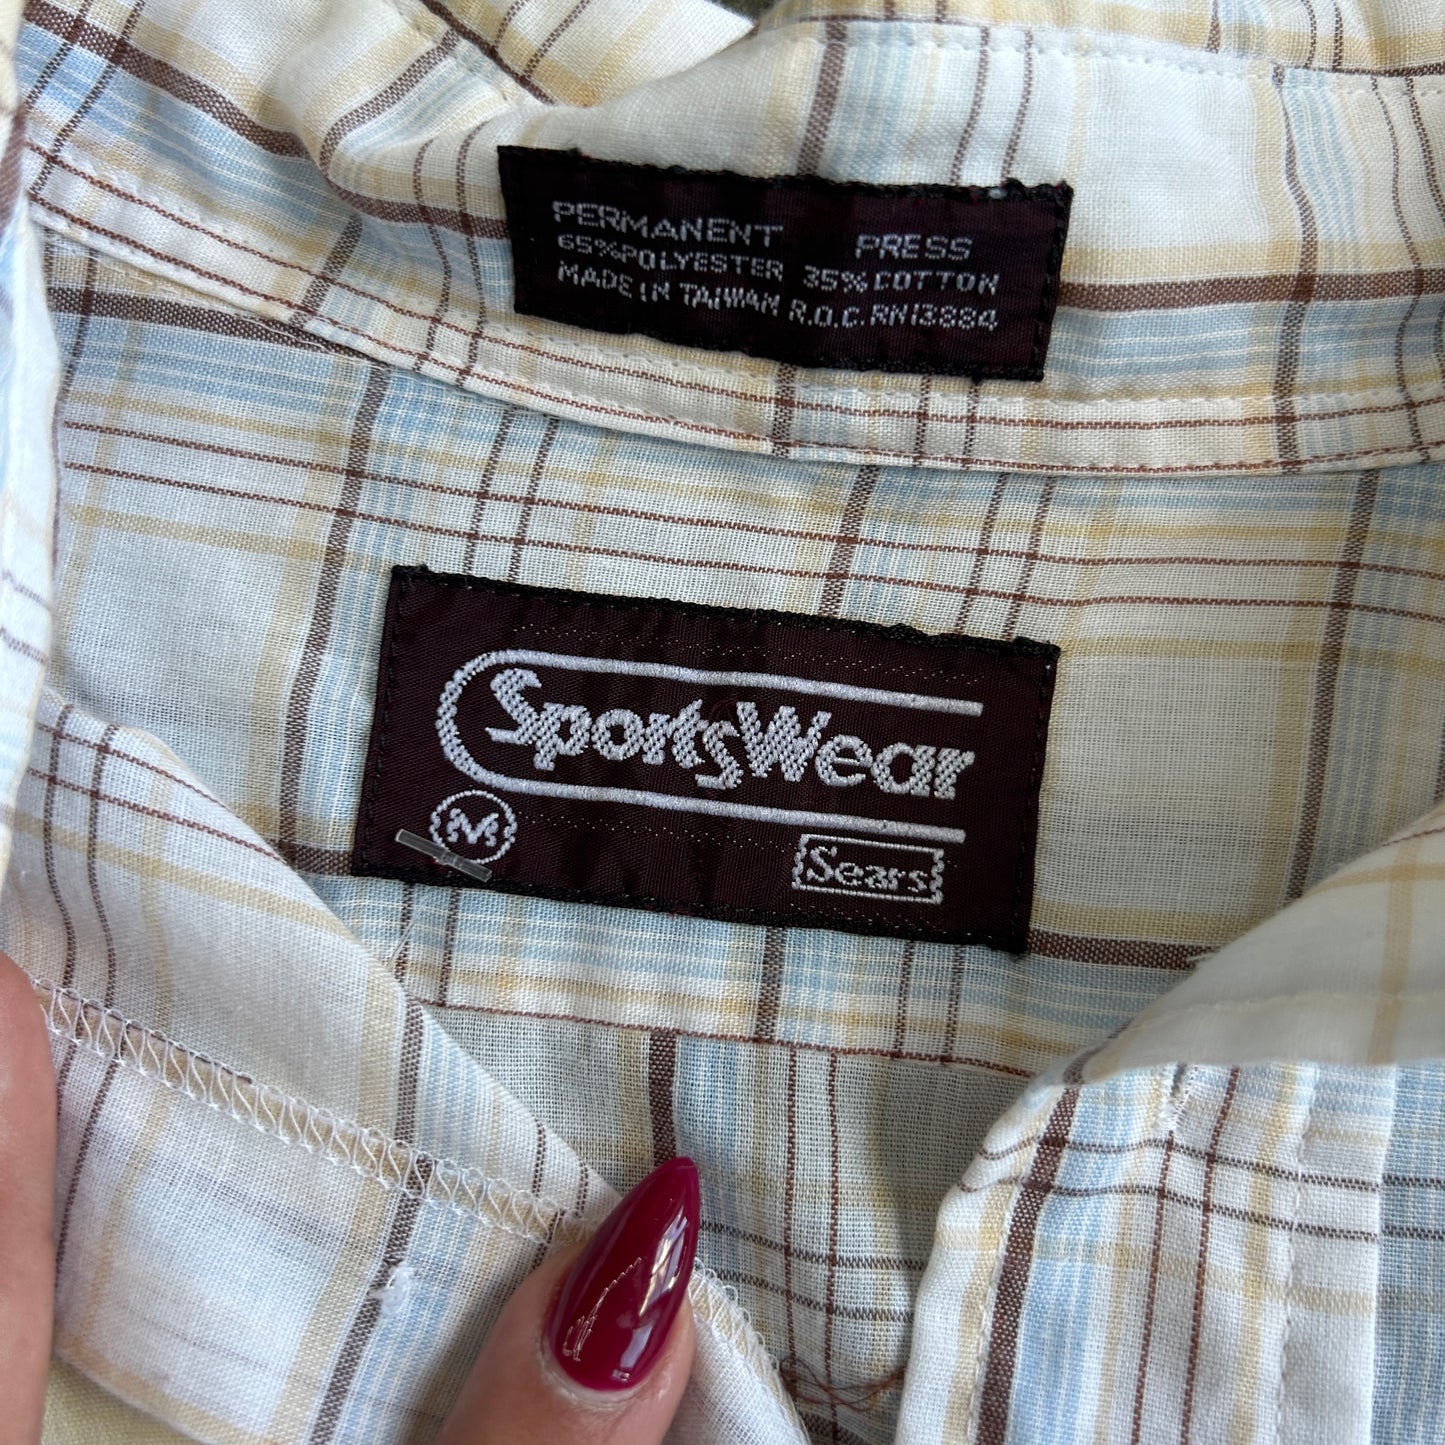 PERMANENT PRESS
65%POLYESTER 35%COTTON
MADE IN TAIWAN R.O.C. RN13884
SportsWear
M
Sears